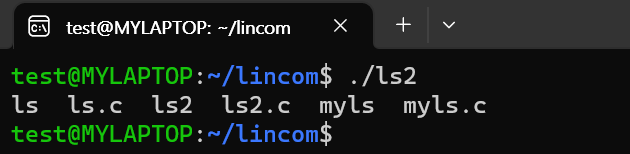 test@MYLAPTOP: ~/lincom
test@MYLAPTOP:~/lincom$ ./ls2
ls  ls.c  ls2  ls2.c  myls  myls.c
test@MYLAPTOP:~/lincom$